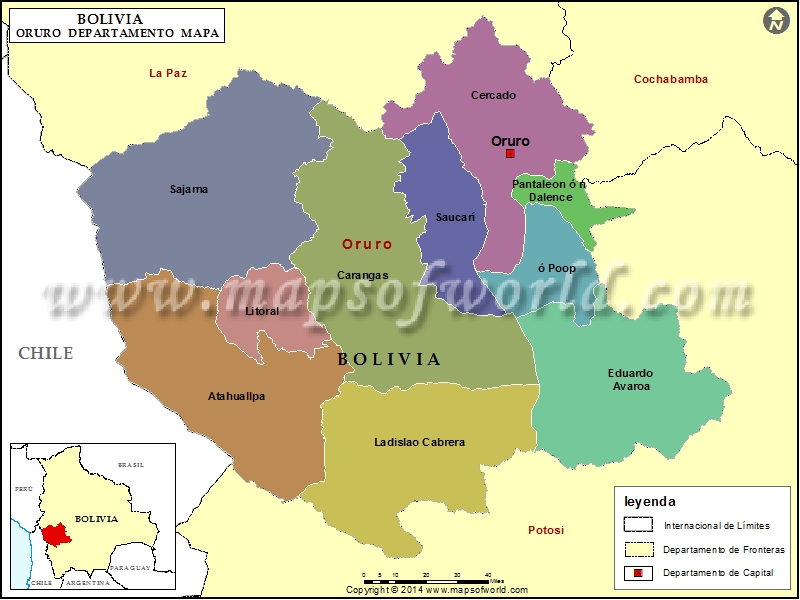 BOLIVIA
ORURO DEPARTAMENTO MAPA
N
La Paz
Cochabamba
Cercado
Oruro
Pantaleon ó n
Dalence
Sajama
Saucarí
Oruro
Carangas
ó Poop
www.mapsofworld.com
Litoral
CHILE
BOLIVIA
Eduardo
Avaroa
Atahuallpa
Ladislao Cabrera
Potosi
BRASIL
PERÚ
BOLIVIA
PARAGUAY
CHILE
ARGENTINA
leyenda
Internacional de Límites
Departamento de Fronteras
Departamento de Capital
0 5 10 20 30 40
Miles
Copyright © 2014 www.mapsofworld.com